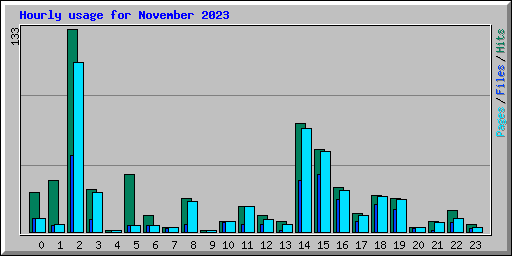 Hourly usage for November 2023
133
Pages/Files/Hits
0 1 2 3 4 5 6 7 8 9 10 11 12 13 14 15 16 17 18 19 20 21 22 23